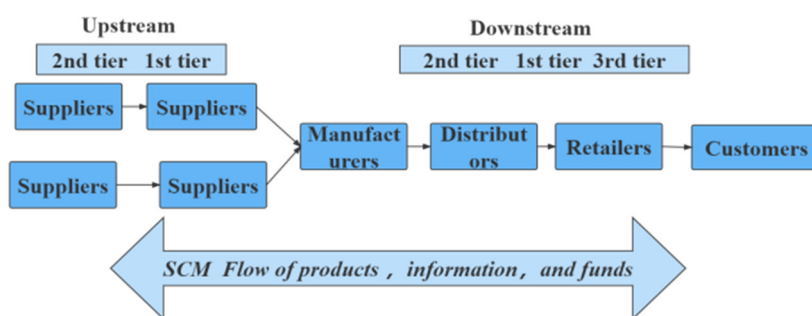 Upstream
Downstream
2nd tier 1st tier
2nd tier 1st tier 3rd tier
Suppliers
Suppliers
Manufact
urers
Distribut
ors
Retailers
Customers
Suppliers
Suppliers
SCM Flow of products , information, and funds